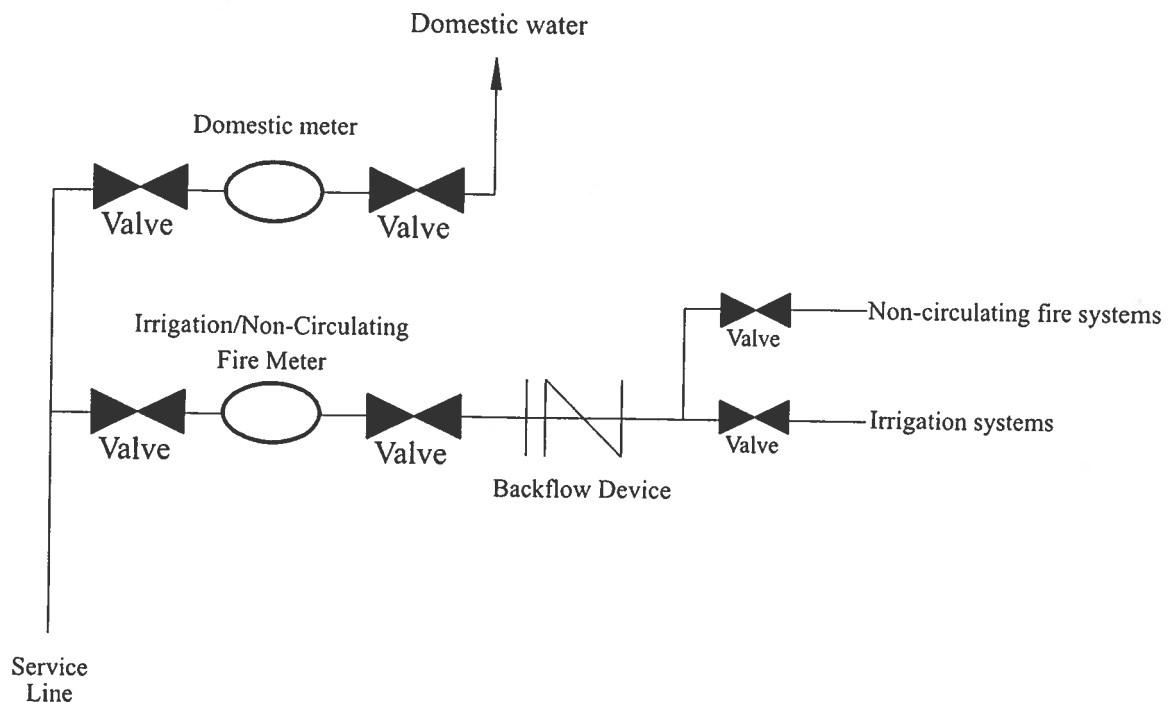 Domestic water
Domestic meter
Valve
Valve
Irrigation/Non-Circulating
Fire Meter
Valve
Valve
Backflow Device
Valve
Non-circulating fire systems
Valve
Irrigation systems
Service
Line